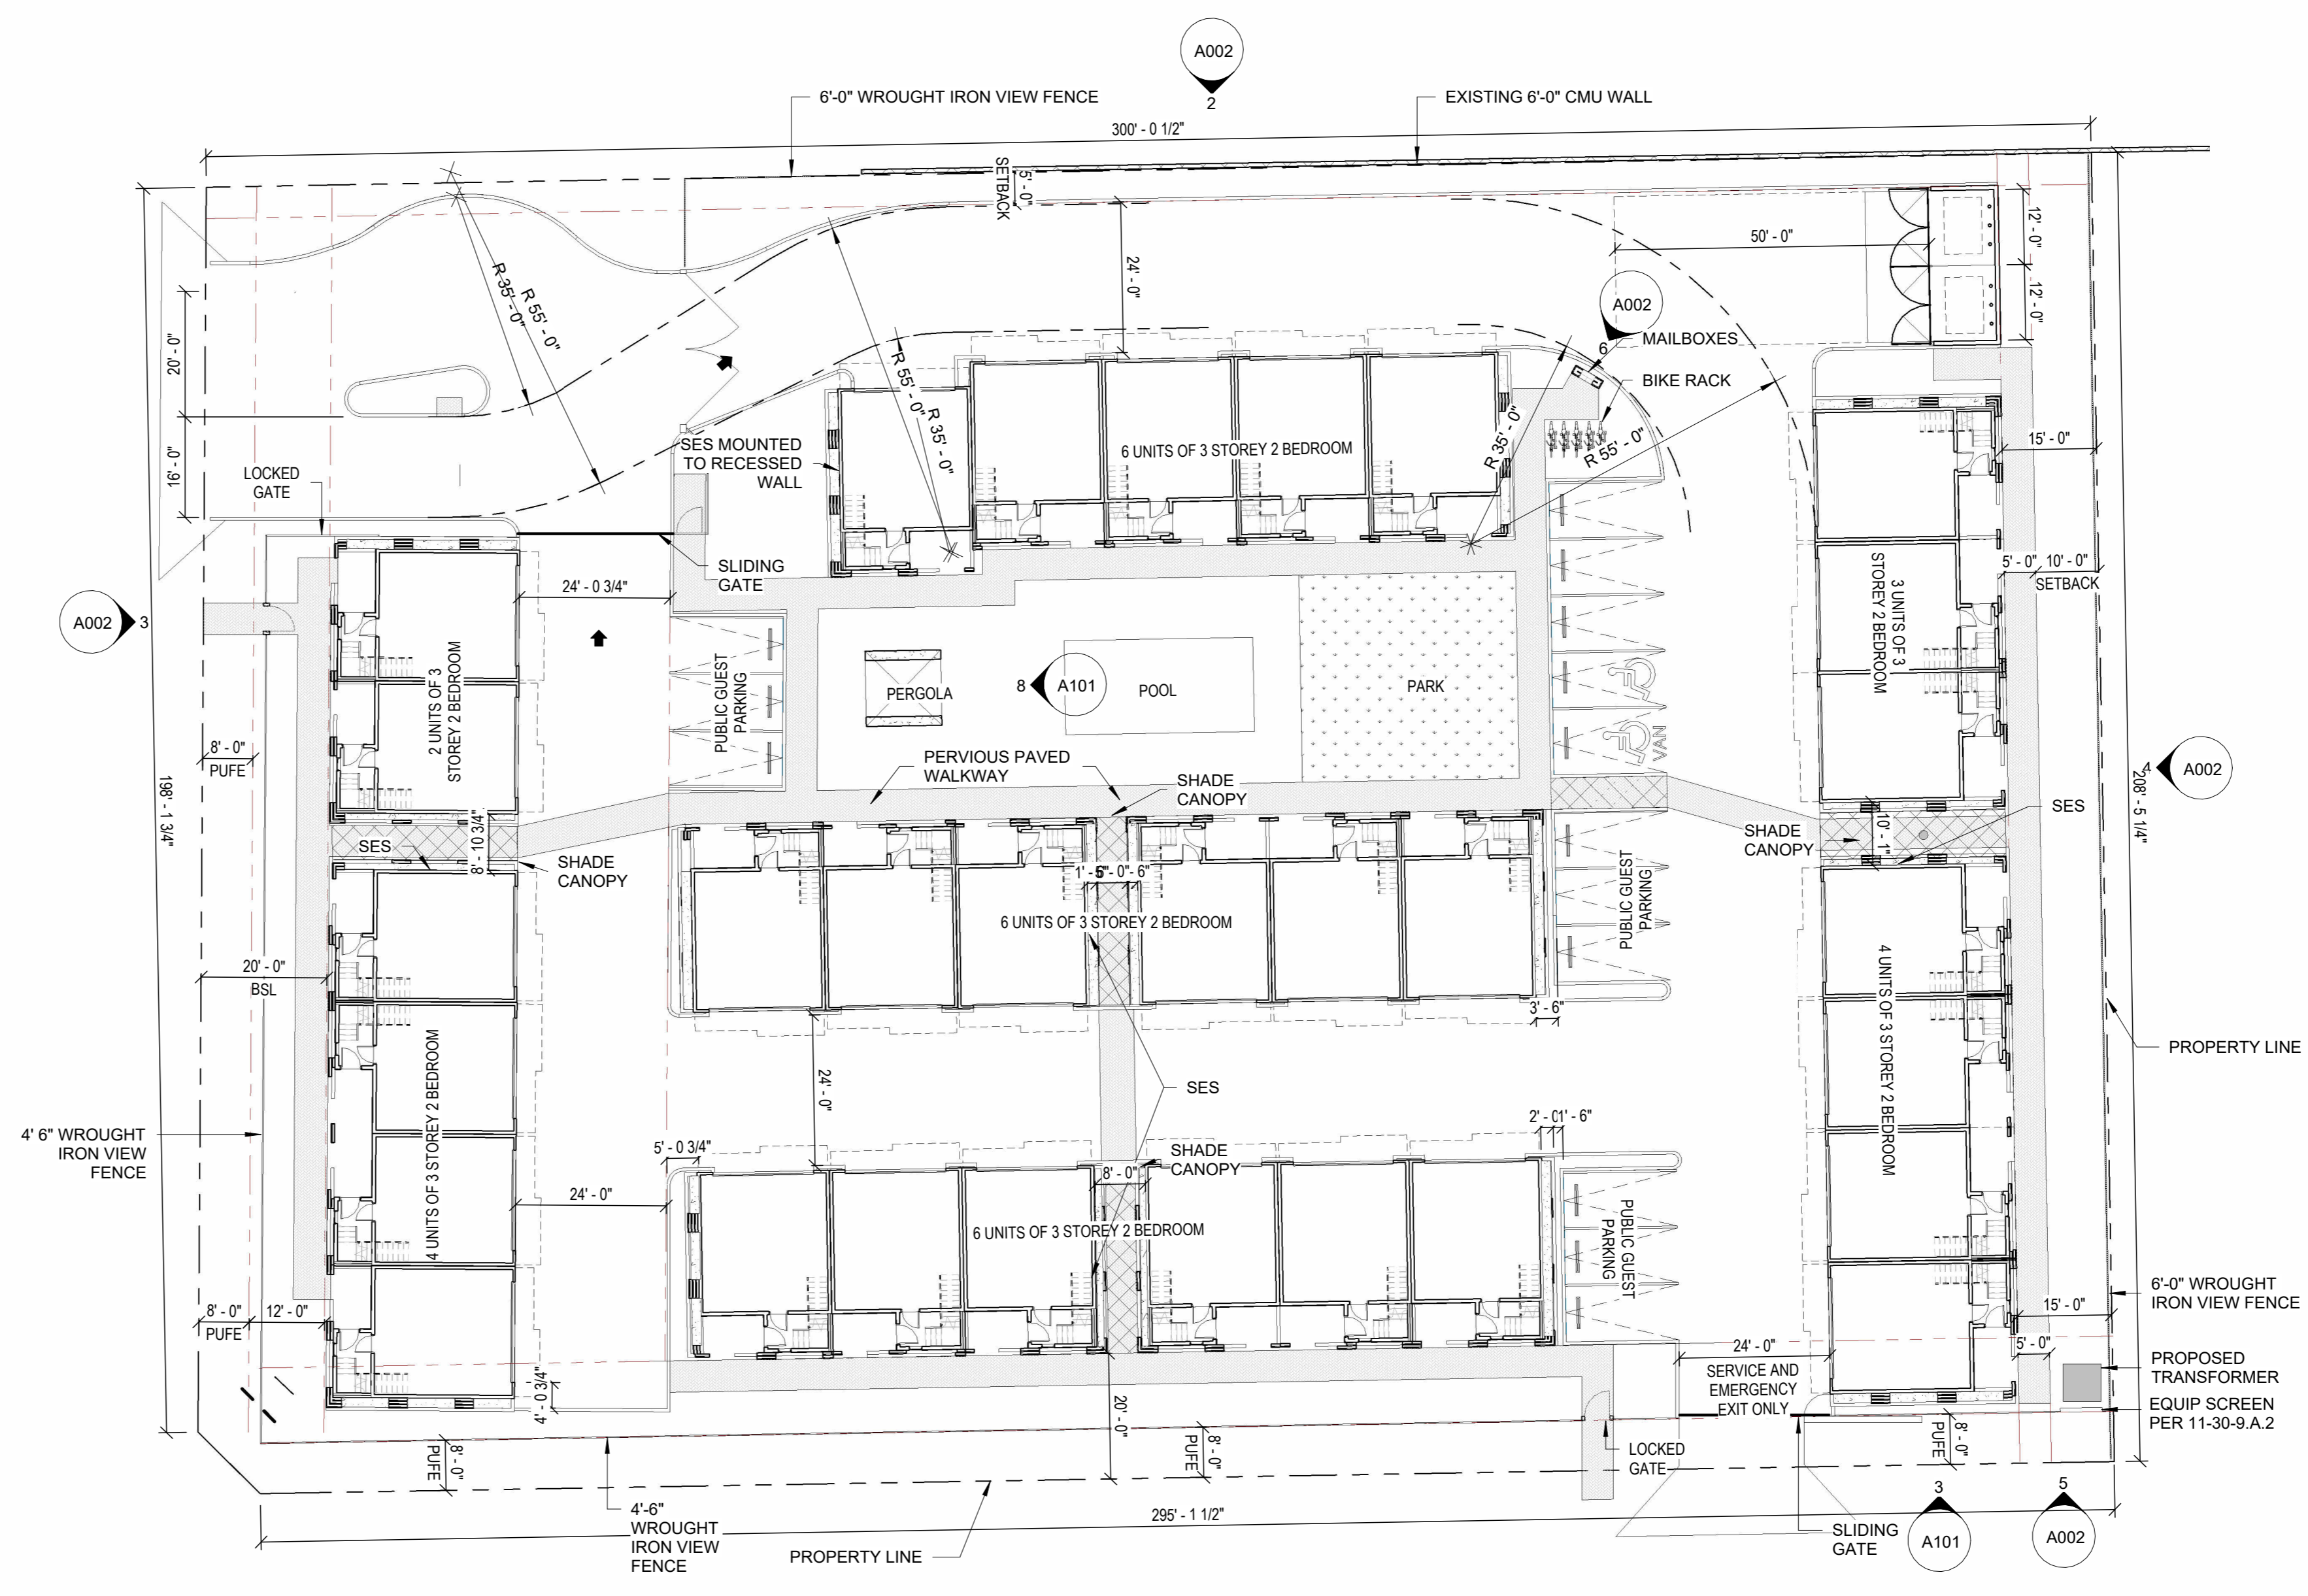 A002
2
6'-0" WROUGHT IRON VIEW FENCE
EXISTING 6'-0" CMU WALL
300' - 0 1/2"
5' - 0"
SETBACK
R 35' - 0"
R 55' - 0"
24' - 0"
50' - 0"
12' - 0"
12' - 0"
A002
6
MAILBOXES
BIKE RACK
20' - 0"
16' - 0"
R 55' - 0"
R 35' - 0"
R 35' - 0"
R 55' - 0"
SES MOUNTED
TO RECESSED
WALL
6 UNITS OF 3 STOREY 2 BEDROOM
15' - 0"
LOCKED
GATE
SLIDING
GATE
24' - 0 3/4"
5' - 0"
10' - 0"
SETBACK
3 UNITS OF 3
STOREY 2 BEDROOM
A002
3
2 UNITS OF 3
STOREY 2 BEDROOM
PUBLIC GUEST
PARKING
PERGOLA
8
A101
POOL
PARK
VAN
8' - 0"
PUFE
198' - 1 3/4"
PERVIOUS PAVED
WALKWAY
SHADE
CANOPY
4
A002
208' - 5 1/4"
SES
8' - 10 3/4"
SES
SHADE
CANOPY
SHADE
CANOPY
10' - 1"
PUBLIC GUEST
PARKING
6 UNITS OF 3 STOREY 2 BEDROOM
20' - 0"
BSL
3' - 6"
4 UNITS OF 3 STOREY 2 BEDROOM
4 UNITS OF 3 STOREY 2 BEDROOM
PROPERTY LINE
24' - 0"
SES
4' 6" WROUGHT
IRON VIEW
FENCE
5' - 0 3/4"
SHADE
CANOPY
8' - 0"
24' - 0"
6 UNITS OF 3 STOREY 2 BEDROOM
PUBLIC GUEST
PARKING
8' - 0"
PUFE
12' - 0"
6'-0" WROUGHT
IRON VIEW FENCE
15' - 0"
5' - 0"
24' - 0"
SERVICE AND
EMERGENCY
EXIT ONLY
PROPOSED
TRANSFORMER
EQUIP SCREEN
PER 11-30-9.A.2
4' - 0 3/4"
20' - 0"
8' - 0"
PUFE
8' - 0"
PUFE
8' - 0"
PUFE
LOCKED
GATE
4'-6"
WROUGHT
IRON VIEW
FENCE
PROPERTY LINE
295' - 1 1/2"
SLIDING
GATE
3
A101
5
A002